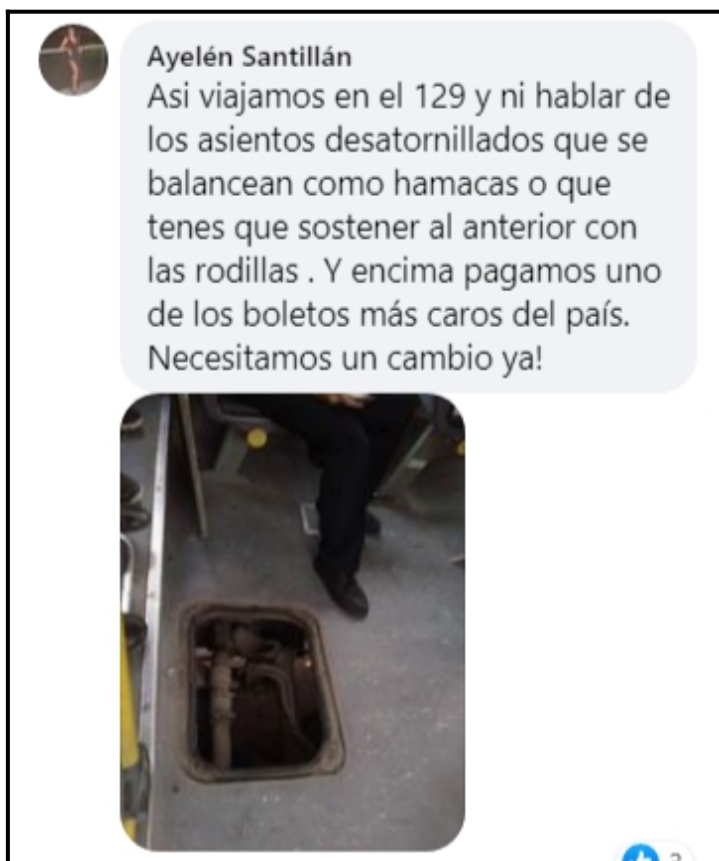 Ayelén Santillán
Asi viajamos en el 129 y ni hablar de
los asientos desatornillados que se
balancean como hamacas o que
tenes que sostener al anterior con
las rodillas . Y encima pagamos uno
de los boletos más caros del país.
Necesitamos un cambio ya!